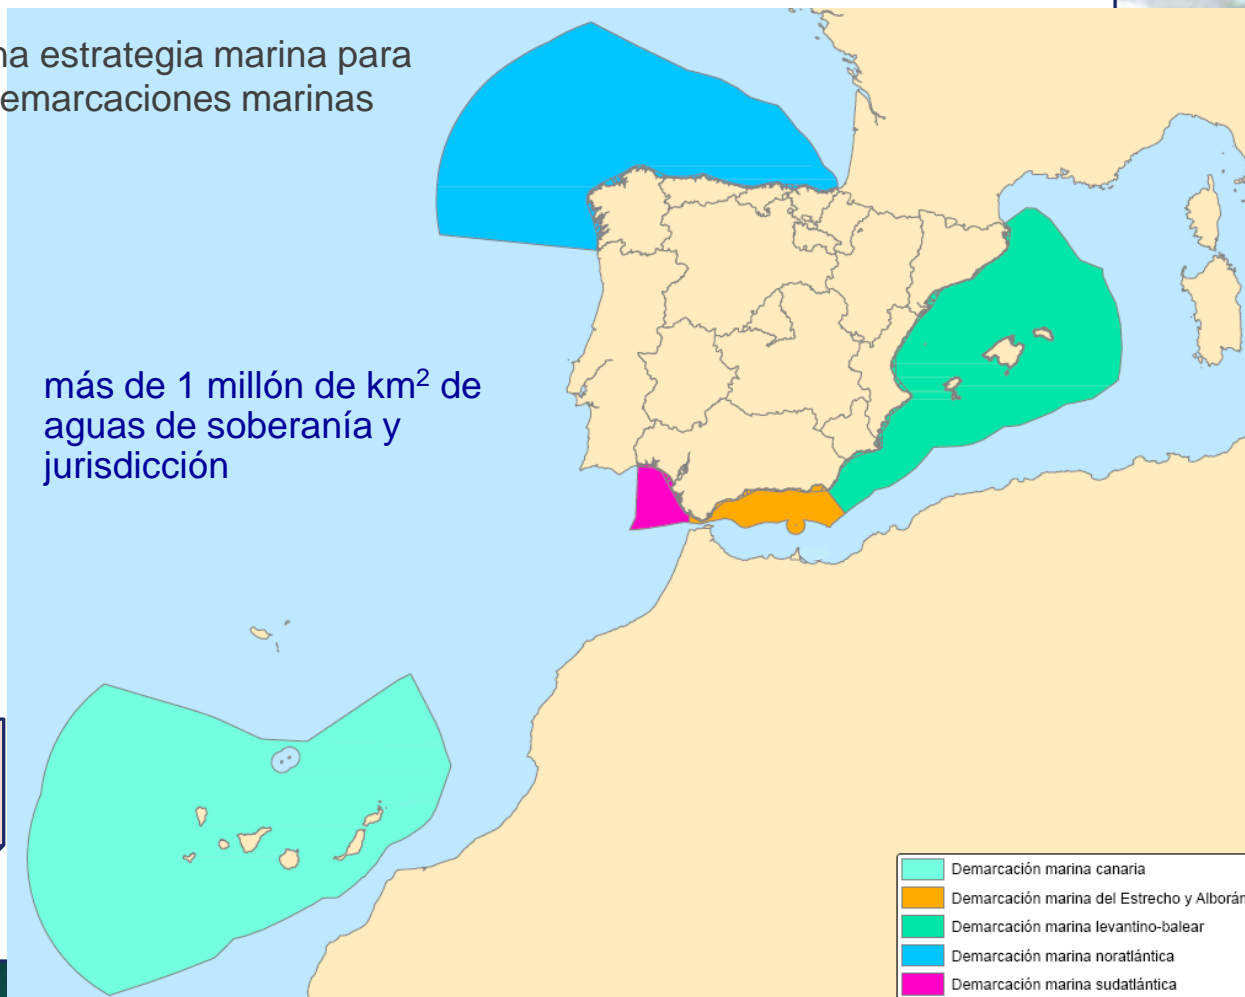 na estrategia marina para
emarcaciones marinas
más de 1 millón de km² de
aguas de soberanía y
jurisdicción
Demarcación marina canaria
Demarcación marina del Estrecho y Alborán
Demarcación marina levantino-balear
Demarcación marina noratlántica
Demarcación marina sudatlántica